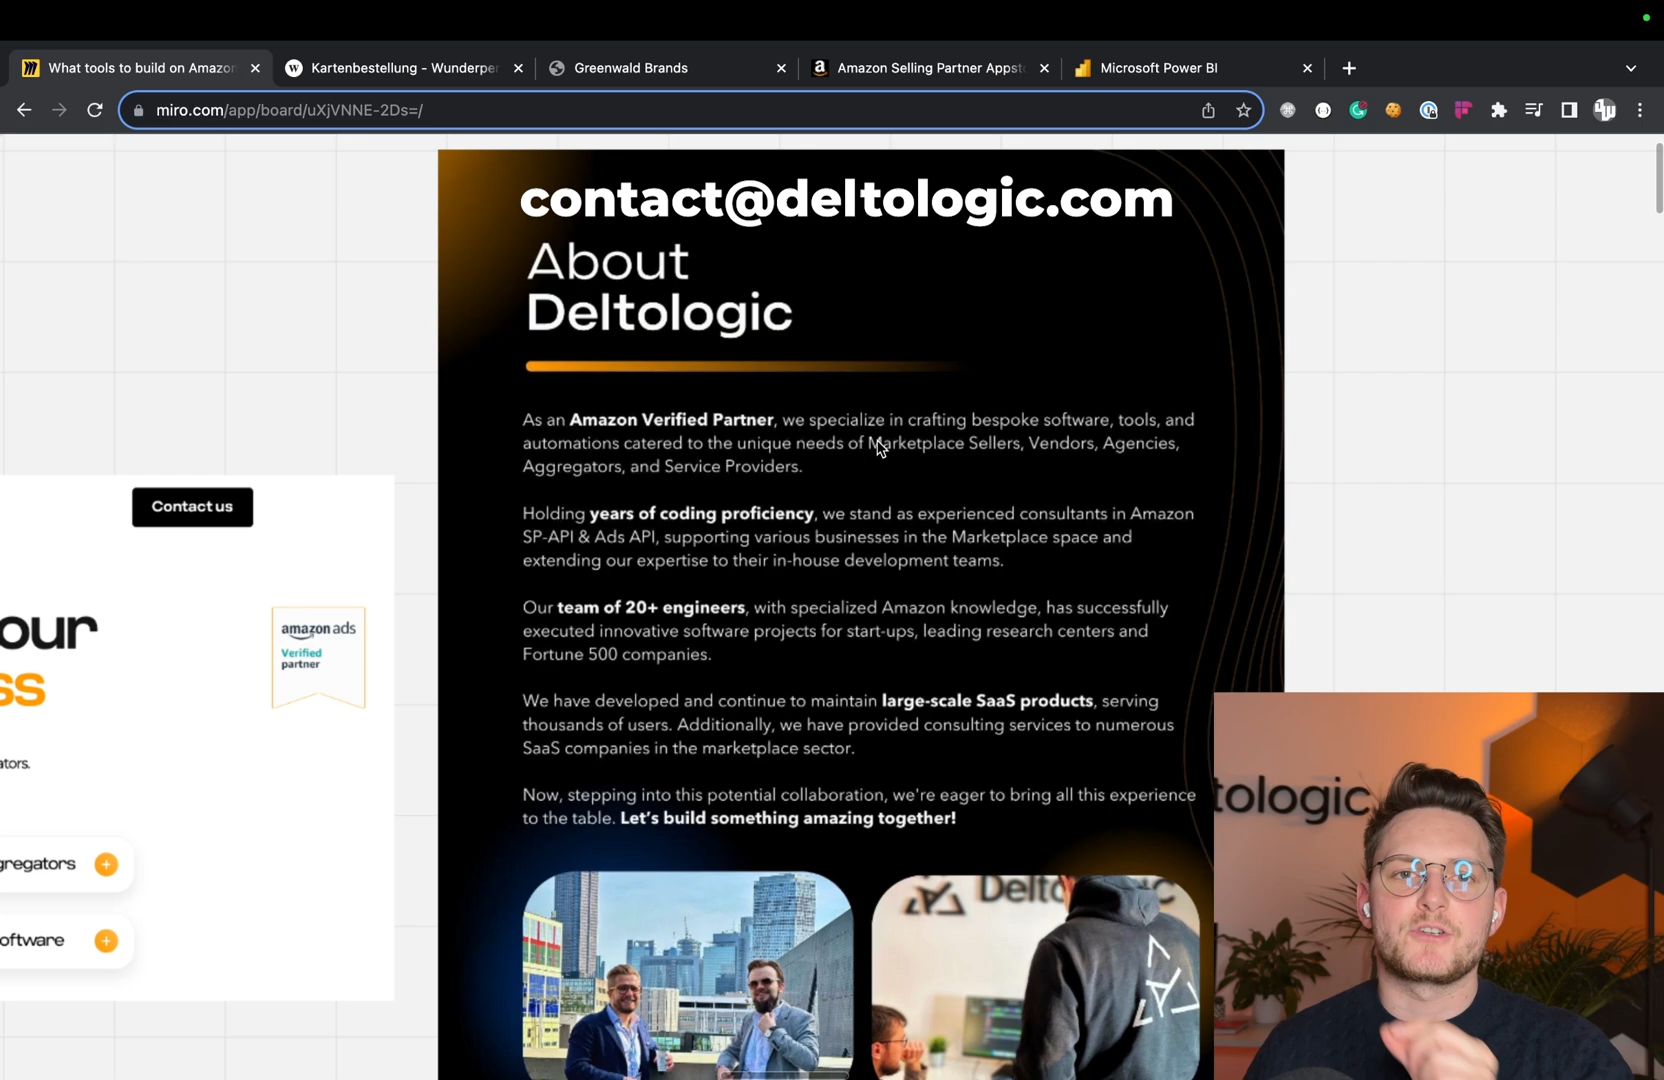 What tools to build on Amazon
Kartenbestellung - Wunderpe
Greenwald Brands
Amazon Selling Partner Appst
Microsoft Power BI
miro.com/app/board/uXjVNNE-2Ds=/
contact@deltologic.com
About
Deltologic
As an Amazon Verified Partner, we specialize in crafting bespoke software, tools, and
automations catered to the unique needs of Marketplace Sellers, Vendors, Agencies,
Aggregators, and Service Providers.
Holding years of coding proficiency, we stand as experienced consultants in Amazon
SP-API & Ads API, supporting various businesses in the Marketplace space and
extending our expertise to their in-house development teams.
Our team of 20+ engineers, with specialized Amazon knowledge, has successfully
executed innovative software projects for start-ups, leading research centers and
Fortune 500 companies.
We have developed and continue to maintain large-scale SaaS products, serving
thousands of users. Additionally, we have provided consulting services to numerous
SaaS companies in the marketplace sector.
Now, stepping into this potential collaboration, we're eager to bring all this experience
to the table. Let's build something amazing together!
Contact us
our
ss
amazon ads
Verified
partner
ators.
gregators
oftware
Delto gic
tologic